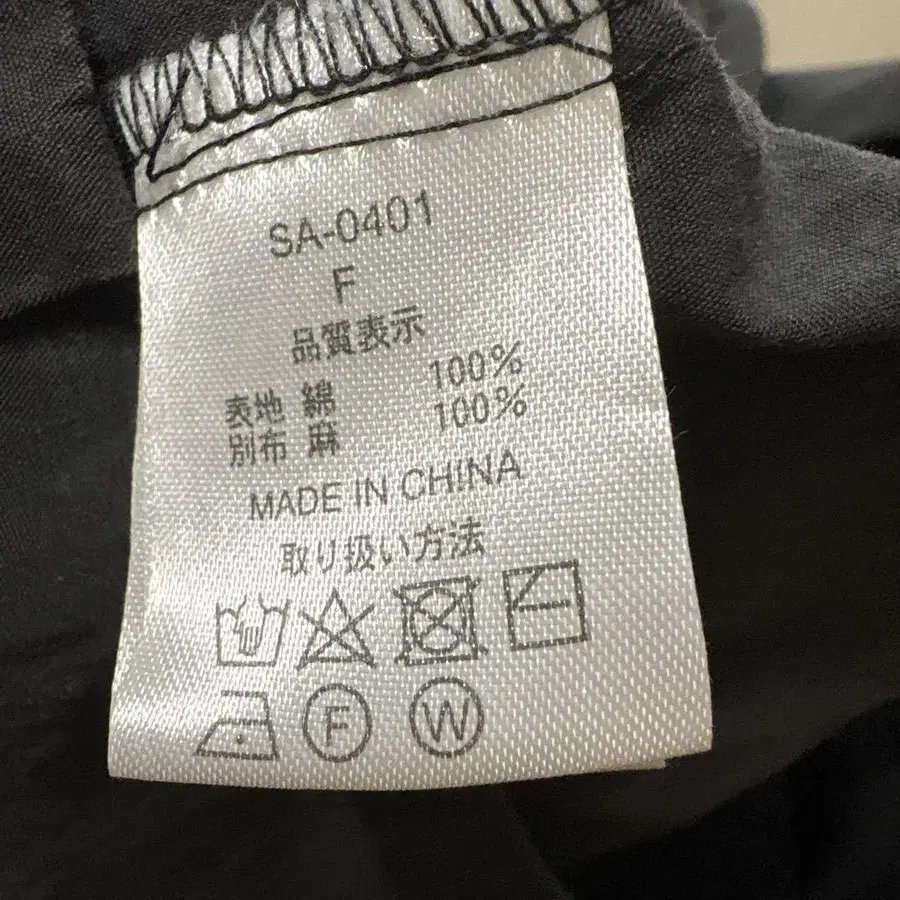 SA-0401
F
品質表示
表地 綿 100%
別布 麻 100%
MADE IN CHINA
取り扱い方法
F W